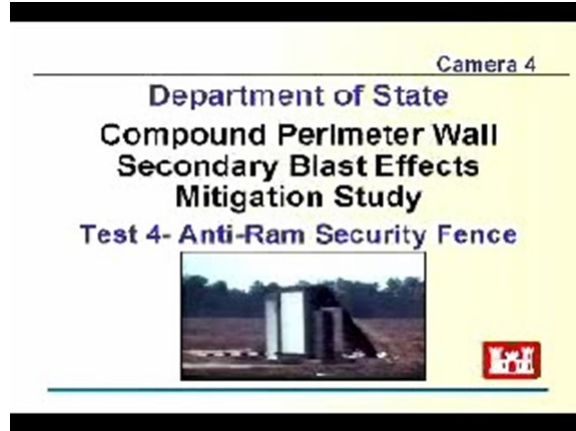 Camera 4
Department of State
Compound Perimeter Wall
Secondary Blast Effects
Mitigation Study
Test 4- Anti-Ram Security Fence